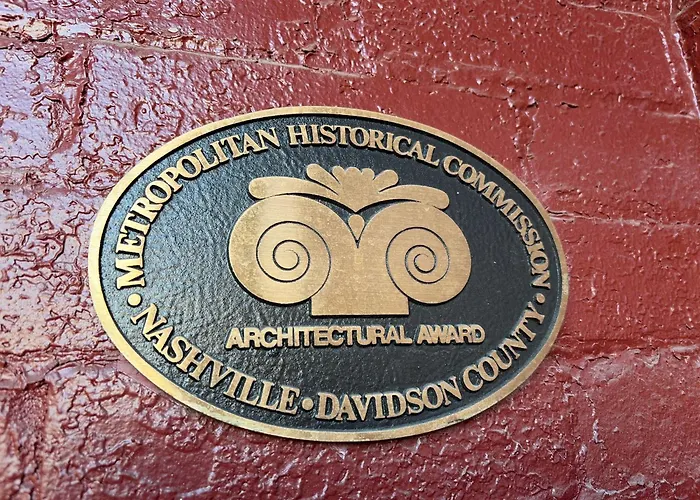 METROPOLITAN HISTORICAL COMMISSION
ARCHITECTURAL AWARD
• NASHVILLE • DAVIDSON COUNTY •